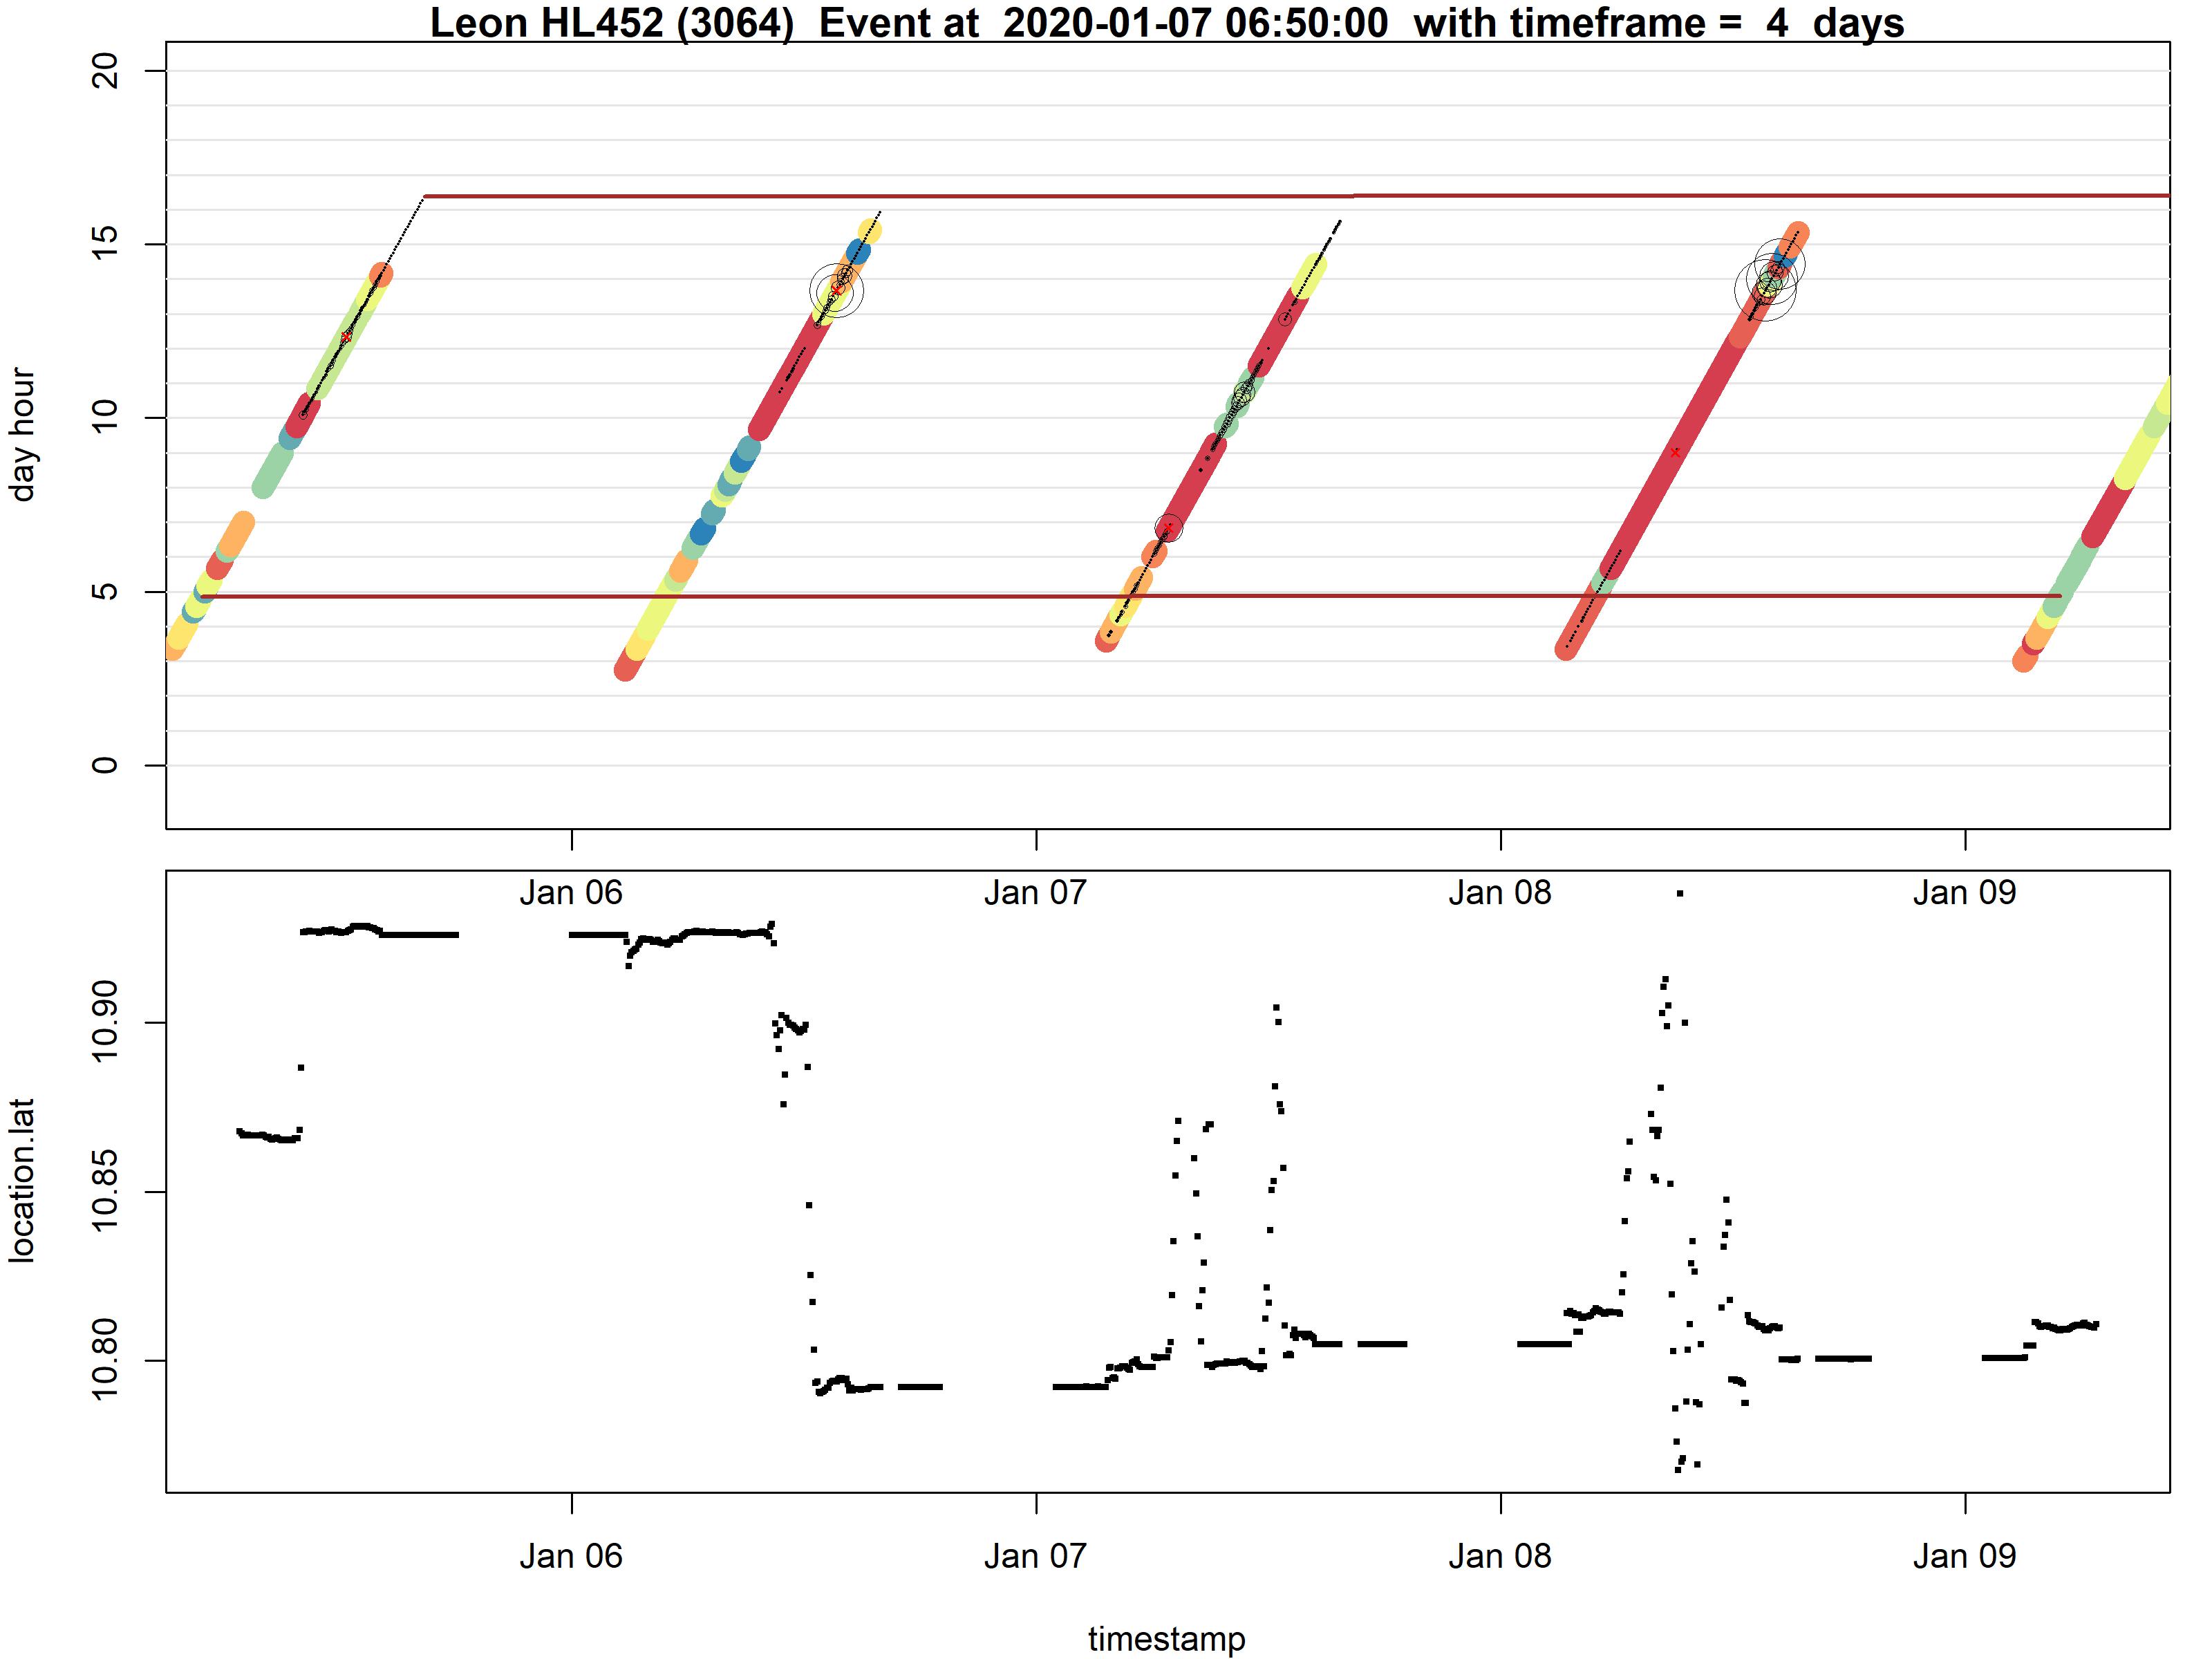 Leon HL452 (3064)  Event at  2020-01-07 06:50:00  with timeframe =  4  days
20
15
10
5
0
day hour
Jan 06 Jan 07 Jan 08 Jan 09
10.90
10.85
10.80
location.lat
Jan 06 Jan 07 Jan 08 Jan 09
timestamp